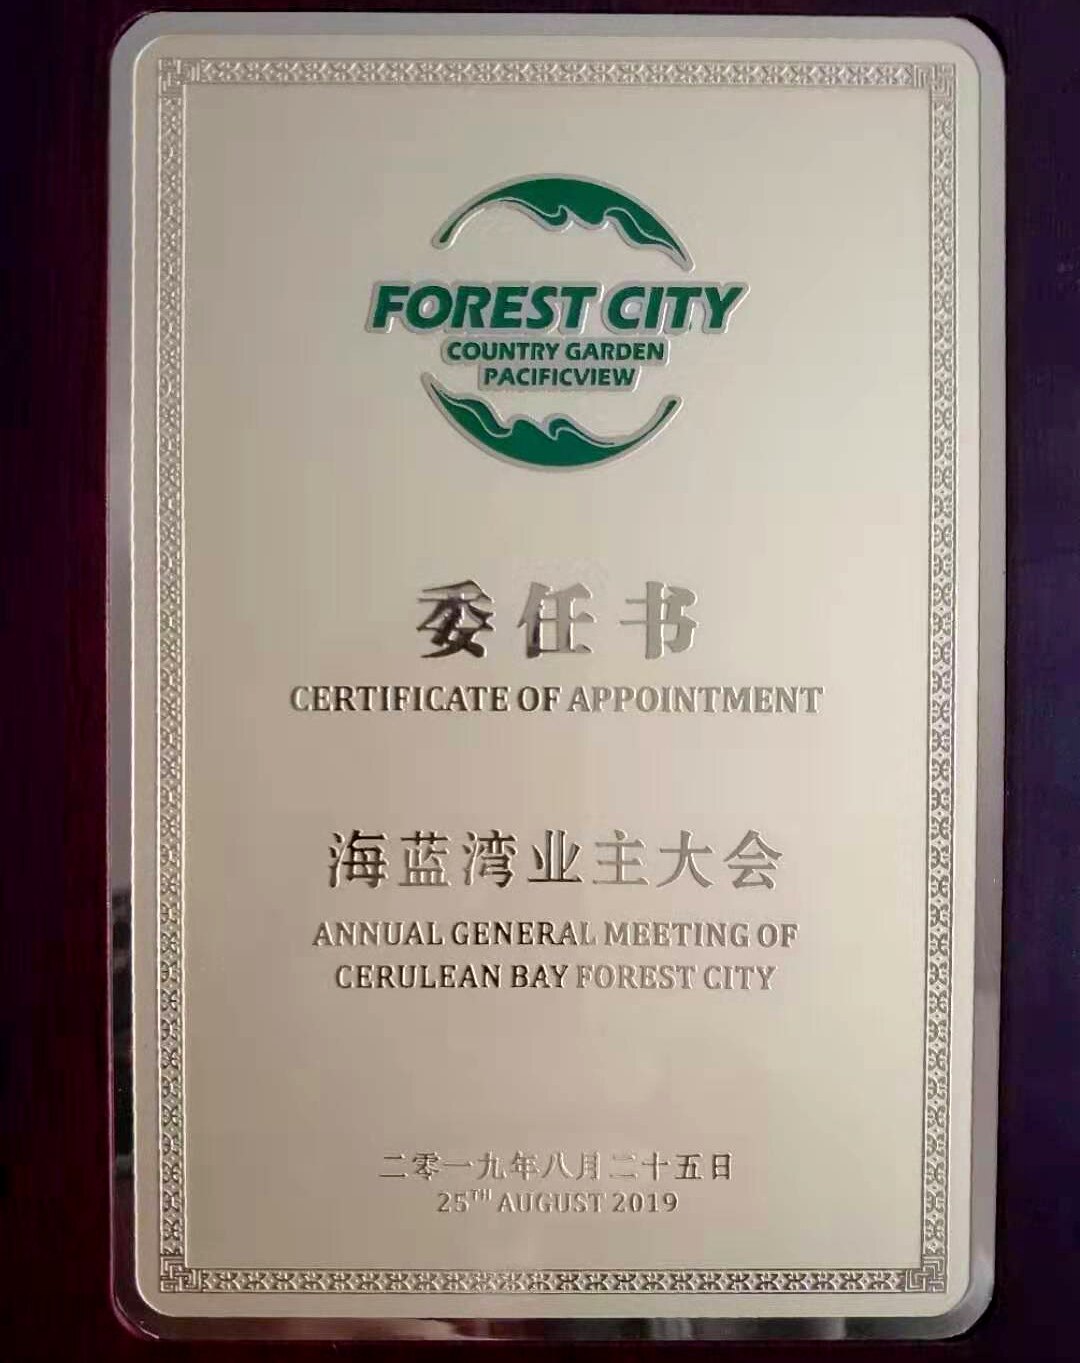 FOREST CITY
COUNTRY GARDEN
PACIFICVIEW
委任书
CERTIFICATE OF APPOINTMENT
海蓝湾业主大会
ANNUAL GENERAL MEETING OF
CERULEAN BAY FOREST CITY
二零一九年八月二十五日
25TH AUGUST 2019